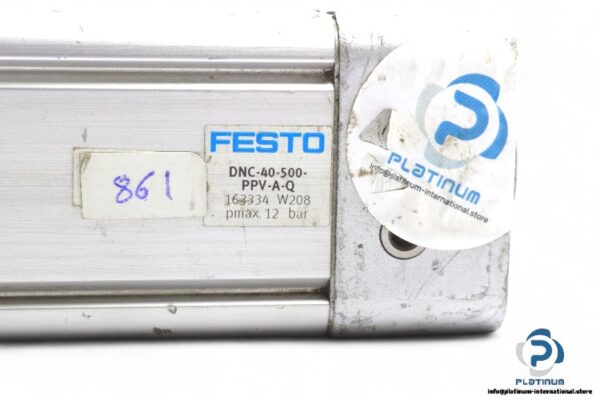 FESTO
DNC-40-500-
PPV-A-Q
163334 W208
pmax. 12 bar
861
PLATINUM
info@platinum-international.store
PLATINUM
info@platinum-international.store